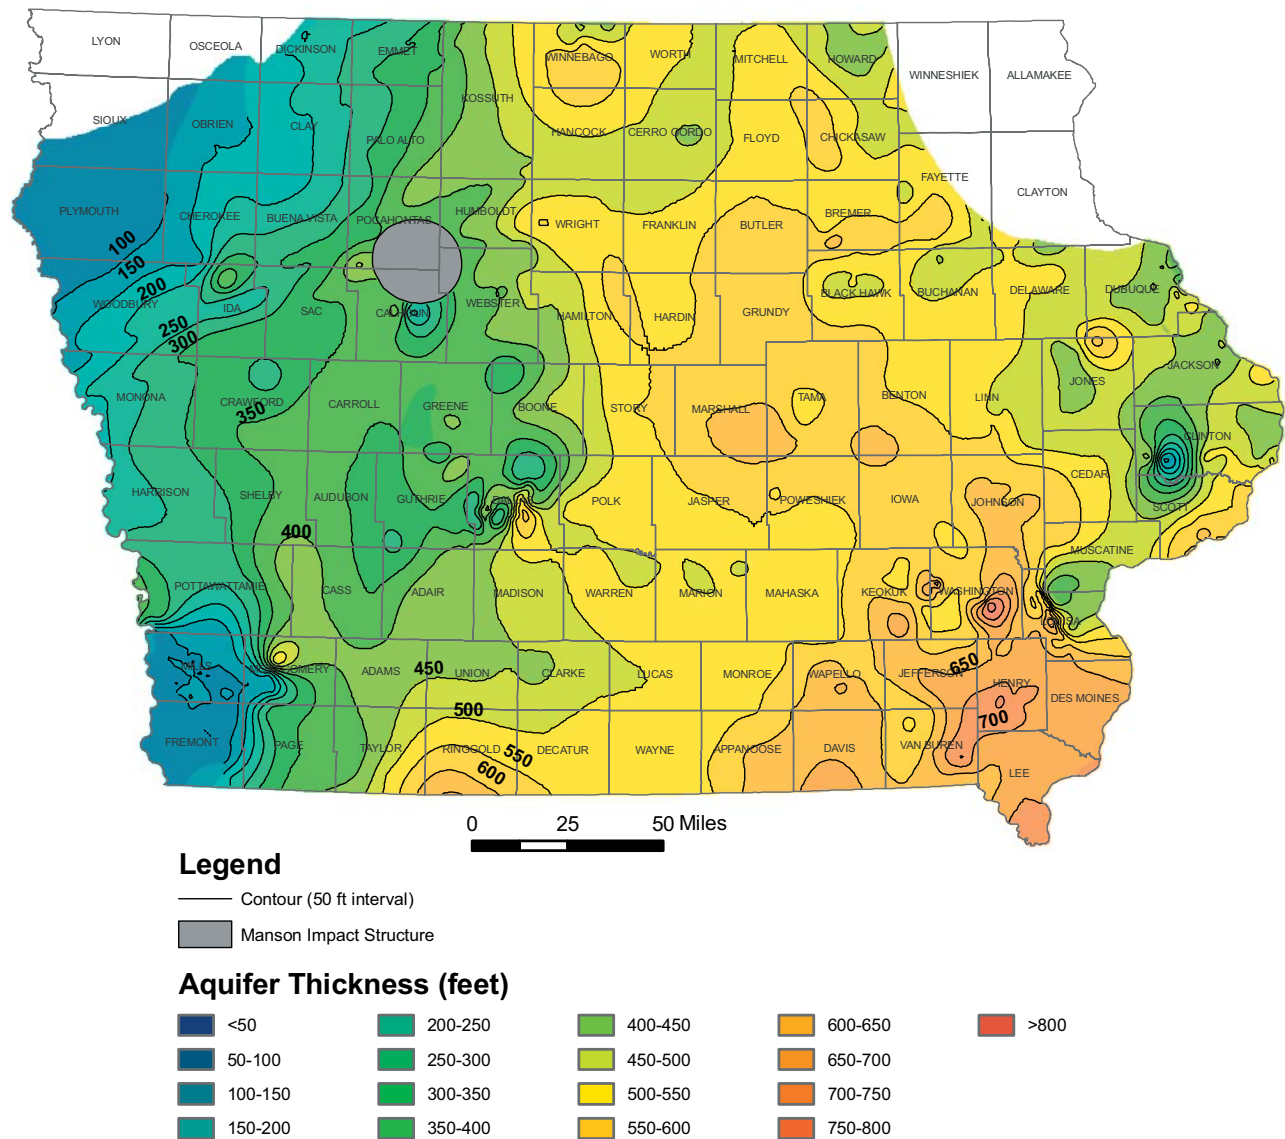 LYON
OSCEOLA
DICKINSON
EMMET
WINNEBAGO
WORTH
MITCHELL
HOWARD
WINNESHIEK
ALLAMAKEE
SIOUX
OBRIEN
CLAY
PALO ALTO
KOSSUTH
HANCOCK
CERRO GORDO
FLOYD
CHICKASAW
FAYETTE
CLAYTON
PLYMOUTH
CHEROKEE
BUENA VISTA
POCAHONTAS
HUMBOLDT
WRIGHT
FRANKLIN
BUTLER
BREMER
100
150
200
250
300
WOODBURY
IDA
SAC
CALHOUN
WEBSTER
HAMILTON
HARDIN
GRUNDY
BLACK HAWK
BUCHANAN
DELAWARE
DUBUQUE
MONONA
CRAWFORD
350
CARROLL
GREENE
BOONE
STORY
MARSHALL
TAMA
BENTON
LINN
JONES
JACKSON
CLINTON
HARRISON
SHELBY
AUDUBON
GUTHRIE
DALLAS
POLK
JASPER
POWESHIEK
IOWA
JOHNSON
CEDAR
SCOTT
400
MUSCATINE
POTTAWATTAMIE
CASS
ADAIR
MADISON
WARREN
MARION
MAHASKA
KEOKUK
WASHINGTON
LOUISA
MILLS
MONTGOMERY
ADAMS
450
UNION
CLARKE
LUCAS
MONROE
WAPELLO
JEFFERSON
650
HENRY
DES MOINES
500
700
FREMONT
PAGE
TAYLOR
RINGGOLD
550
600
DECATUR
WAYNE
APPANOOSE
DAVIS
VAN BUREN
LEE
0 25 50 Miles
Legend
Contour (50 ft interval)
Manson Impact Structure
Aquifer Thickness (feet)
<50
50-100
100-150
150-200
200-250
250-300
300-350
350-400
400-450
450-500
500-550
550-600
600-650
650-700
700-750
750-800
>800